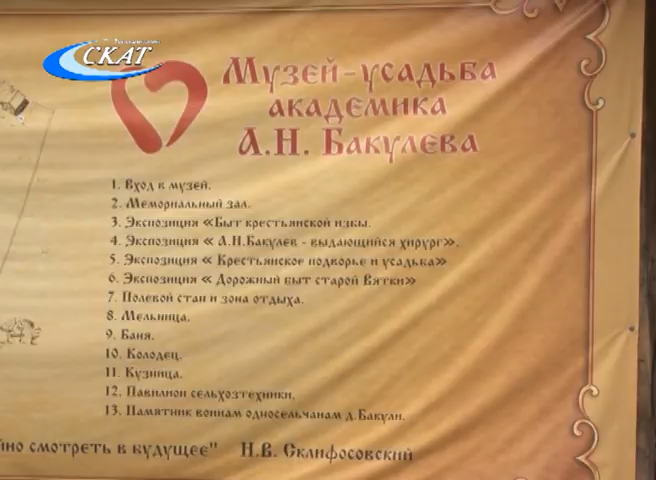 СКАТ
Музей-усадьба
академика
А.Н. Бакулева
1. Вход в музей.
2. Мемориальный зал.
3. Экспозиция «Быт крестьянской избы.
4. Экспозиция « А.Н.Бакулев - выдающийся хирург».
5. Экспозиция « Крестьянское подворье и усадьба»
6. Экспозиция « Дорожный быт старой Вятки»
7. Полевой стан и зона отдыха.
8. Мельница.
9. Баня.
10. Колодец.
11. Кузница.
12. Павилион сельхозтехники.
13. Памятник воинам односельчанам д.Бакули.
смотреть в будущее" Н.В. Склифосовский